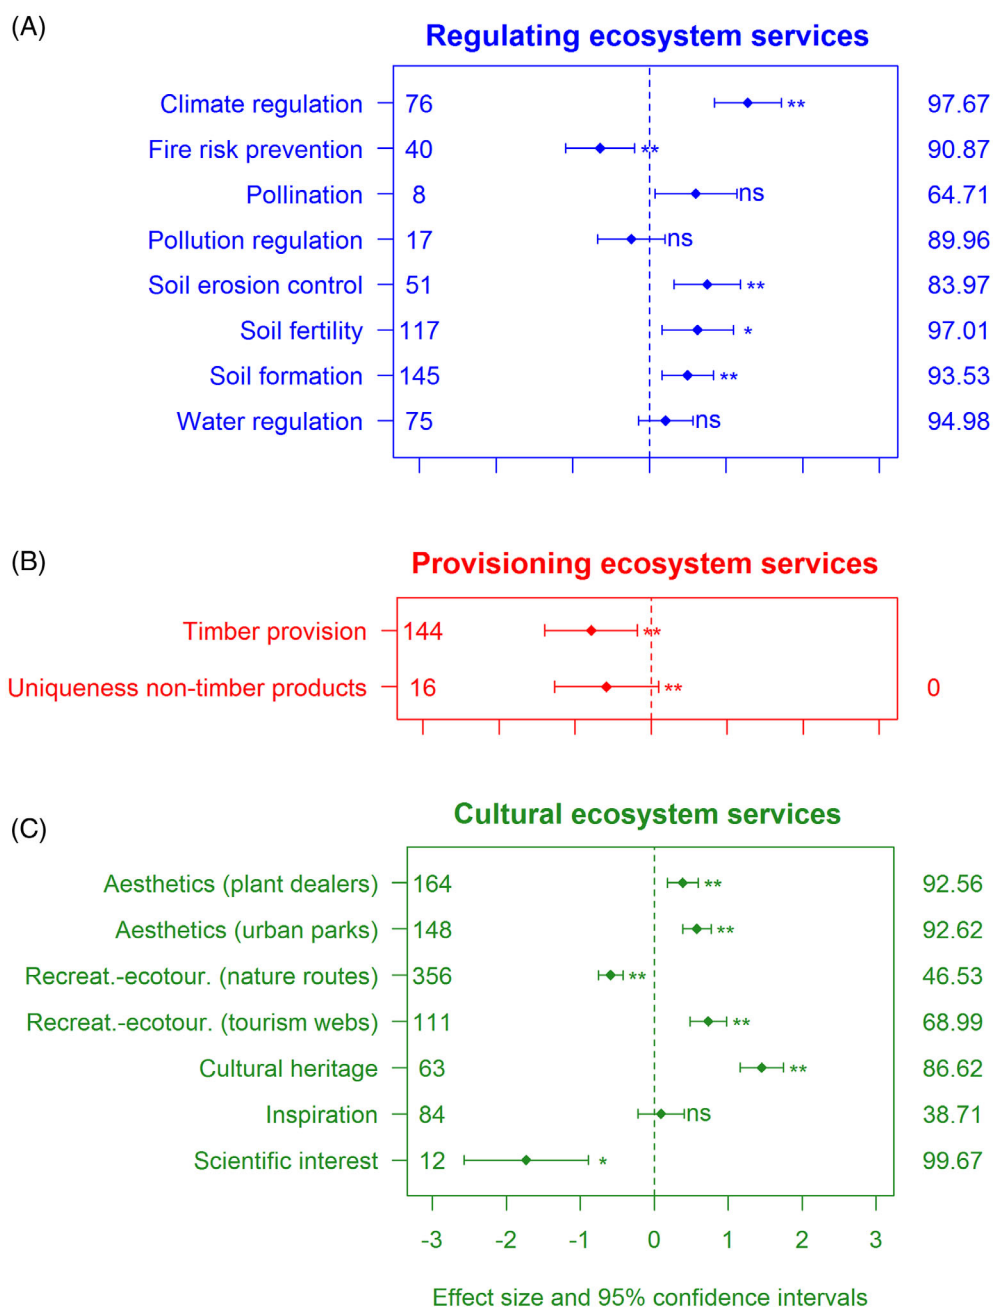 (A)
Regulating ecosystem services
Climate regulation 76 ** 97.67
Fire risk prevention 40 ** 90.87
Pollination 8 ns 64.71
Pollution regulation 17 ns 89.96
Soil erosion control 51 ** 83.97
Soil fertility 117 * 97.01
Soil formation 145 ** 93.53
Water regulation 75 ns 94.98
(B)
Provisioning ecosystem services
Timber provision 144 **
Uniqueness non-timber products 16 ** 0
(C)
Cultural ecosystem services
Aesthetics (plant dealers) 164 ** 92.56
Aesthetics (urban parks) 148 ** 92.62
Recreat.-ecotour. (nature routes) 356 ** 46.53
Recreat.-ecotour. (tourism webs) 111 ** 68.99
Cultural heritage 63 ** 86.62
Inspiration 84 ns 38.71
Scientific interest 12 * 99.67
-3 -2 -1 0 1 2 3
Effect size and 95% confidence intervals